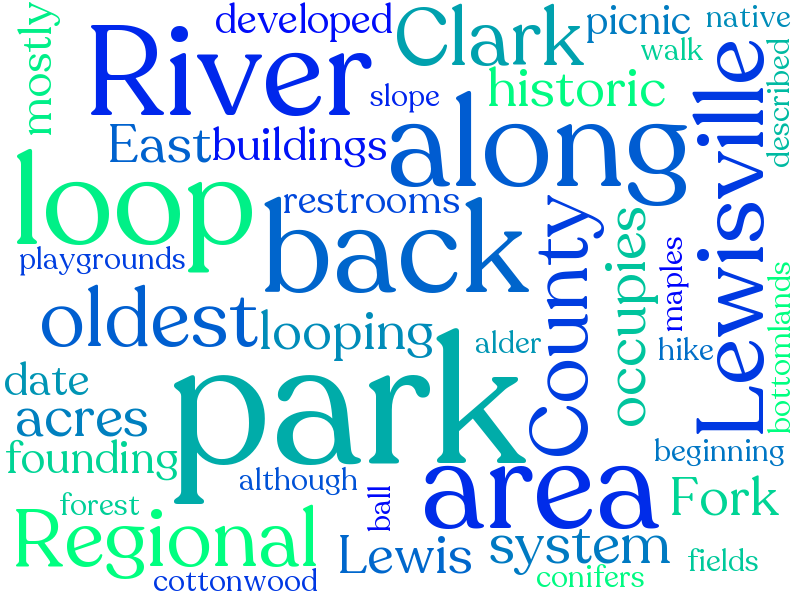 mostly
developed
River
Clark
picnic
native
walk
slope
historic
described
East
buildings
along
Lewisville
loop
restrooms
back
County
occupies
maples
playgrounds
oldest
looping
alder
hike
bottomlands
date
park
acres
founding
although
area
beginning
forest
ball
Fork
Regional
Lewis
system
fields
cottonwood
conifers